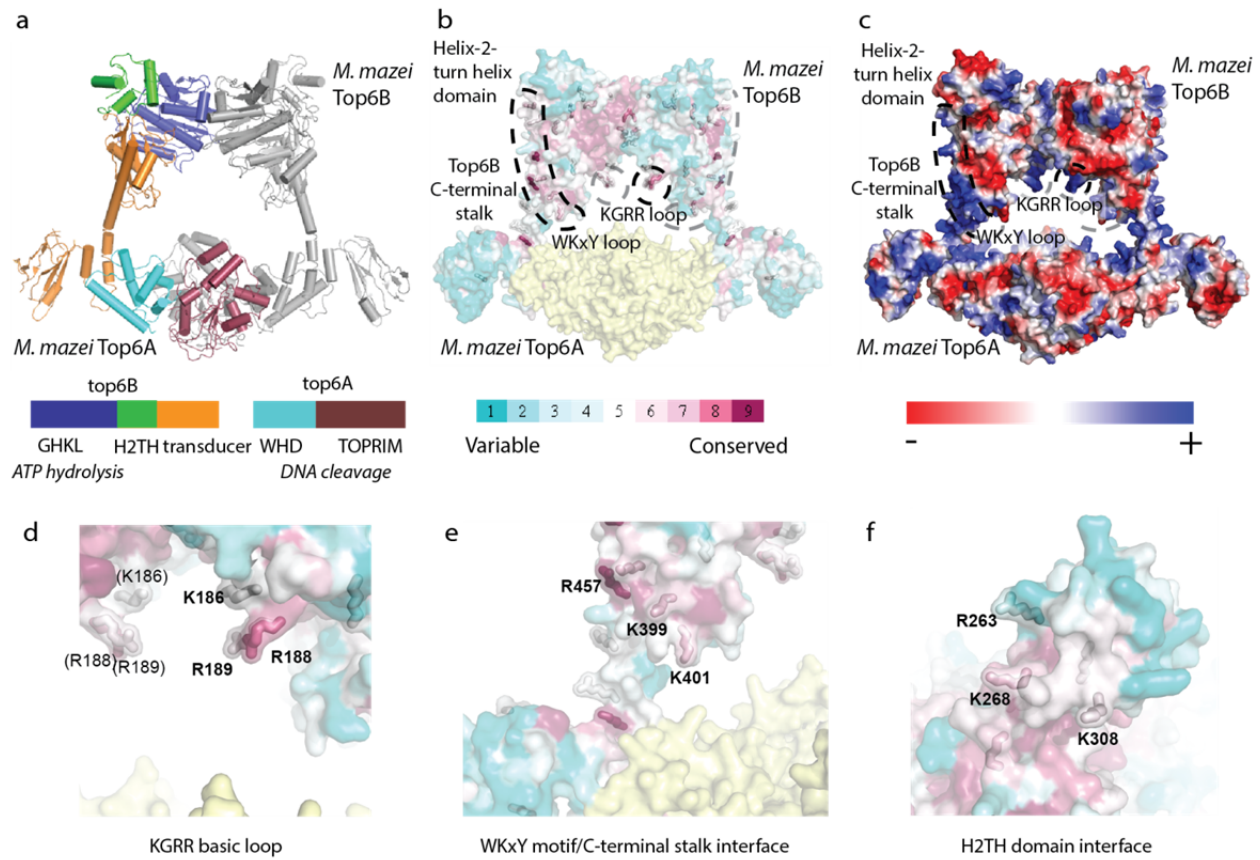 a
M. mazei
Top6B
M. mazei Top6A
top6B
top6A
GHKL
H2TH transducer
WHD
TOPRIM
ATP hydrolysis
DNA cleavage
b
Helix-2-
turn helix
domain
M. mazei
Top6B
Top6B
C-terminal
stalk
KGRR loop
WKxY loop
M. mazei Top6A
1 2 3 4 5 6 7 8 9
Variable
Conserved
c
Helix-2-
turn helix
domain
M. mazei
Top6B
Top6B
C-terminal
stalk
KGRR loop
WKxY loop
M. mazei Top6A
- +
d
(K186)
K186
(R188)
(R189)
R189
R188
KGRR basic loop
e
R457
K399
K401
WKxY motif/C-terminal stalk interface
f
R263
K268
K308
H2TH domain interface